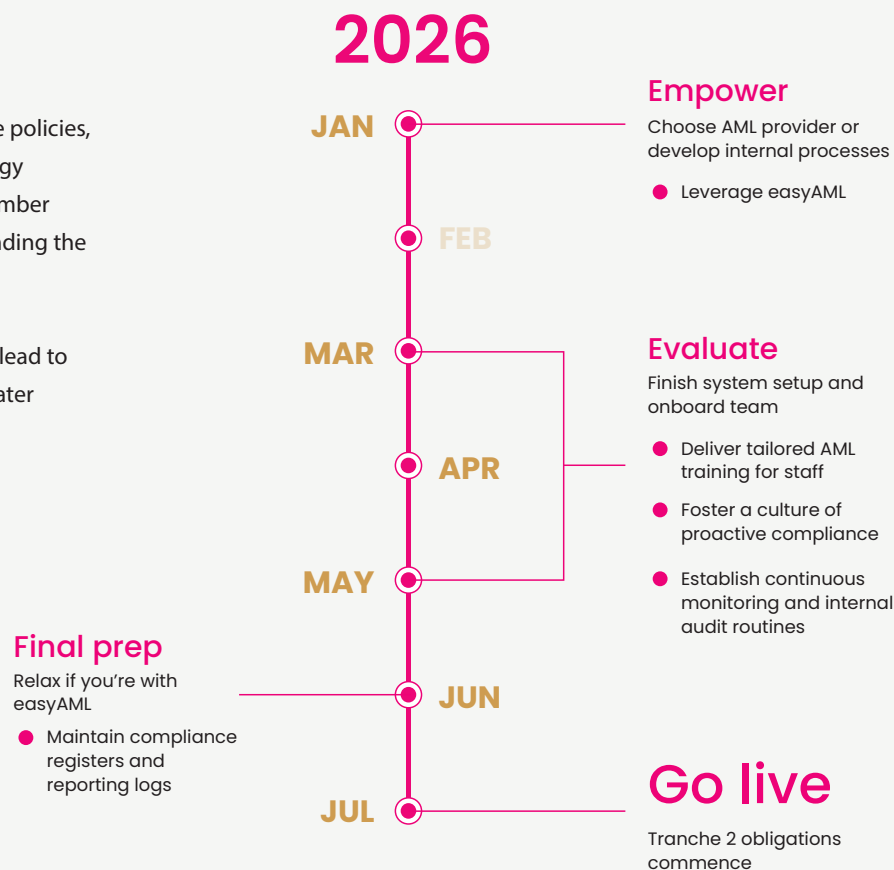 2026
e policies,
gy
mber
nding the
lead to
ater
JAN
Empower
Choose AML provider or
develop internal processes
Leverage easyAML
FEB
MAR
Evaluate
Finish system setup and
onboard team
Deliver tailored AML
training for staff
Foster a culture of
proactive compliance
Establish continuous
monitoring and internal
audit routines
APR
MAY
Final prep
Relax if you’re with
easyAML
Maintain compliance
registers and
reporting logs
JUN
JUL
Go live
Tranche 2 obligations
commence